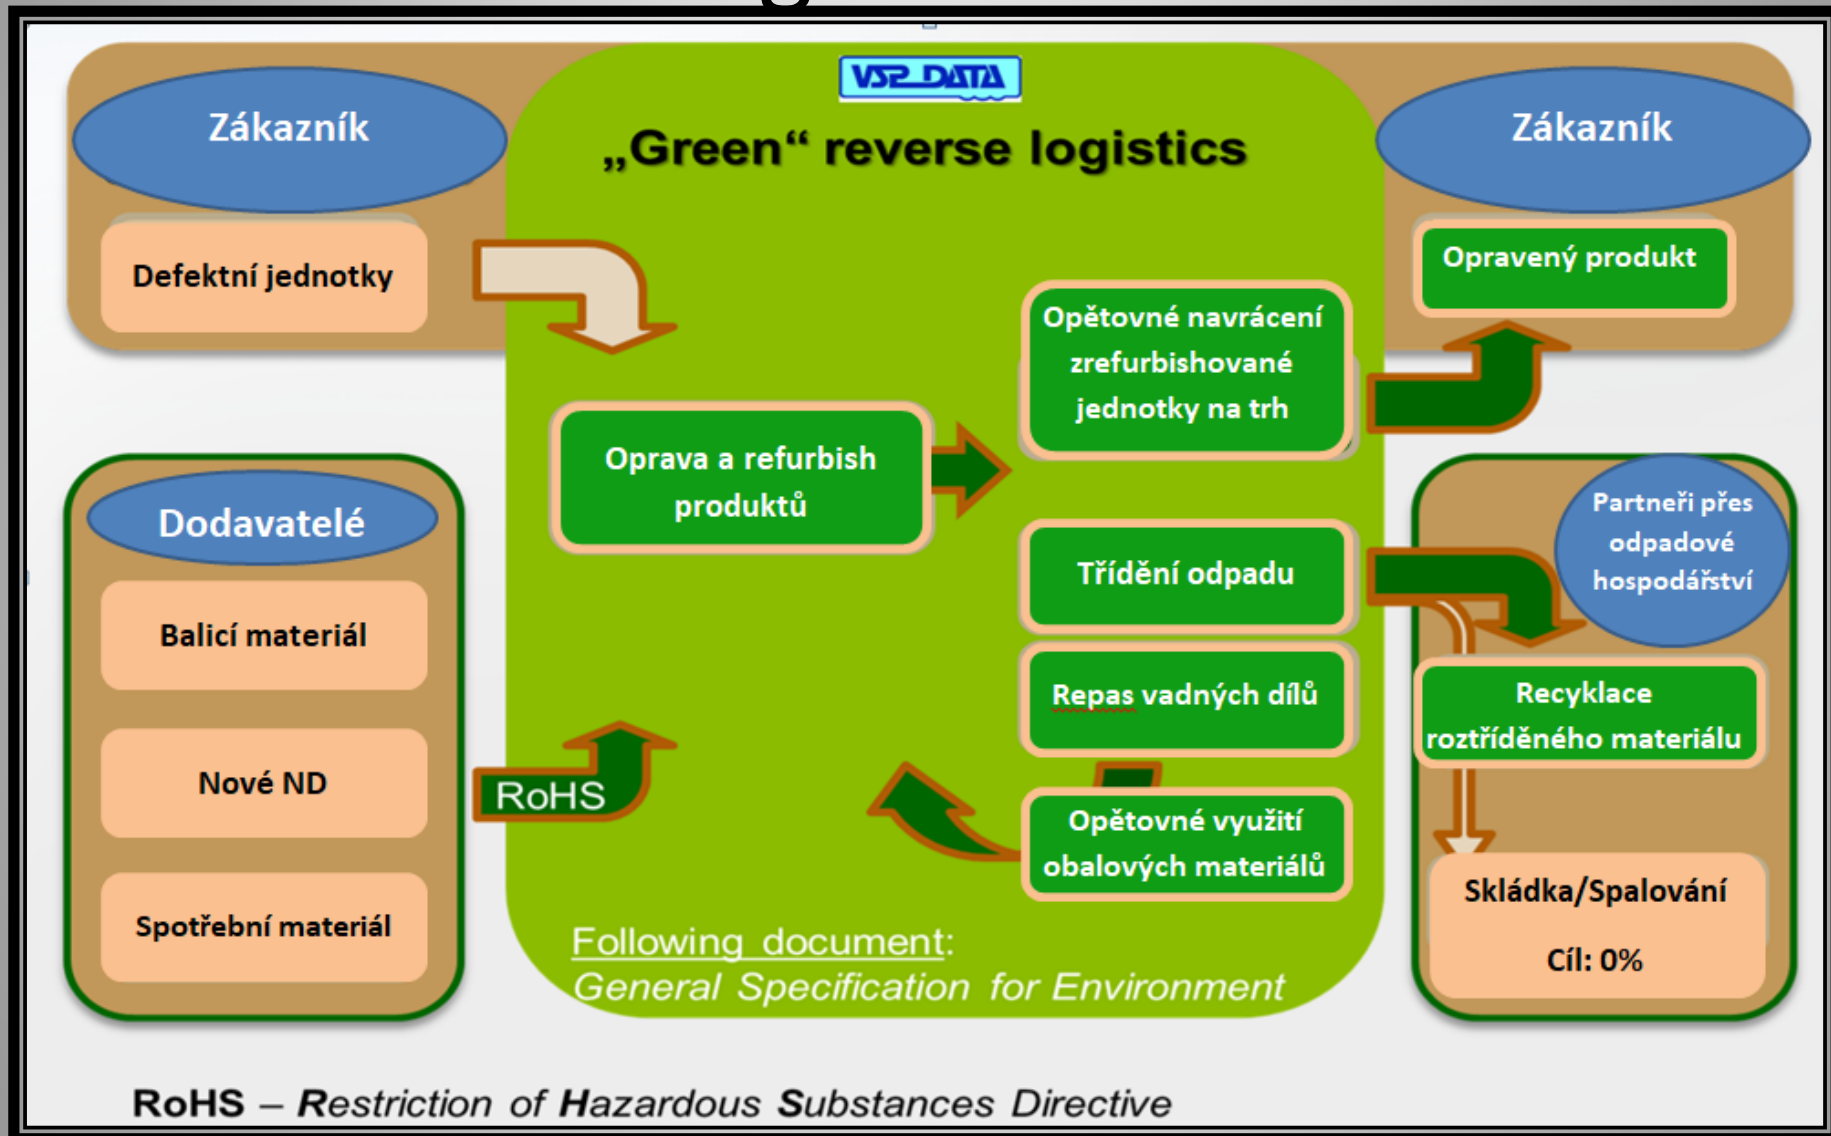 VSP DATA
„Green“ reverse logistics
Zákazník
Defektní jednotky
Zákazník
Opravený produkt
Opětovné navrácení
zrefurbishované
jednotky na trh
Oprava a refurbish
produktů
Dodavatelé
Balicí materiál
Nové ND
Spotřební materiál
RoHS
Třídění odpadu
Repas vadných dílů
Opětovné využití
obalových materiálů
Partneři přes
odpadové
hospodářství
Recyklace
roztříděného materiálu
Skládka/Spalování
Cíl: 0%
Following document:
General Specification for Environment
RoHS – Restriction of Hazardous Substances Directive